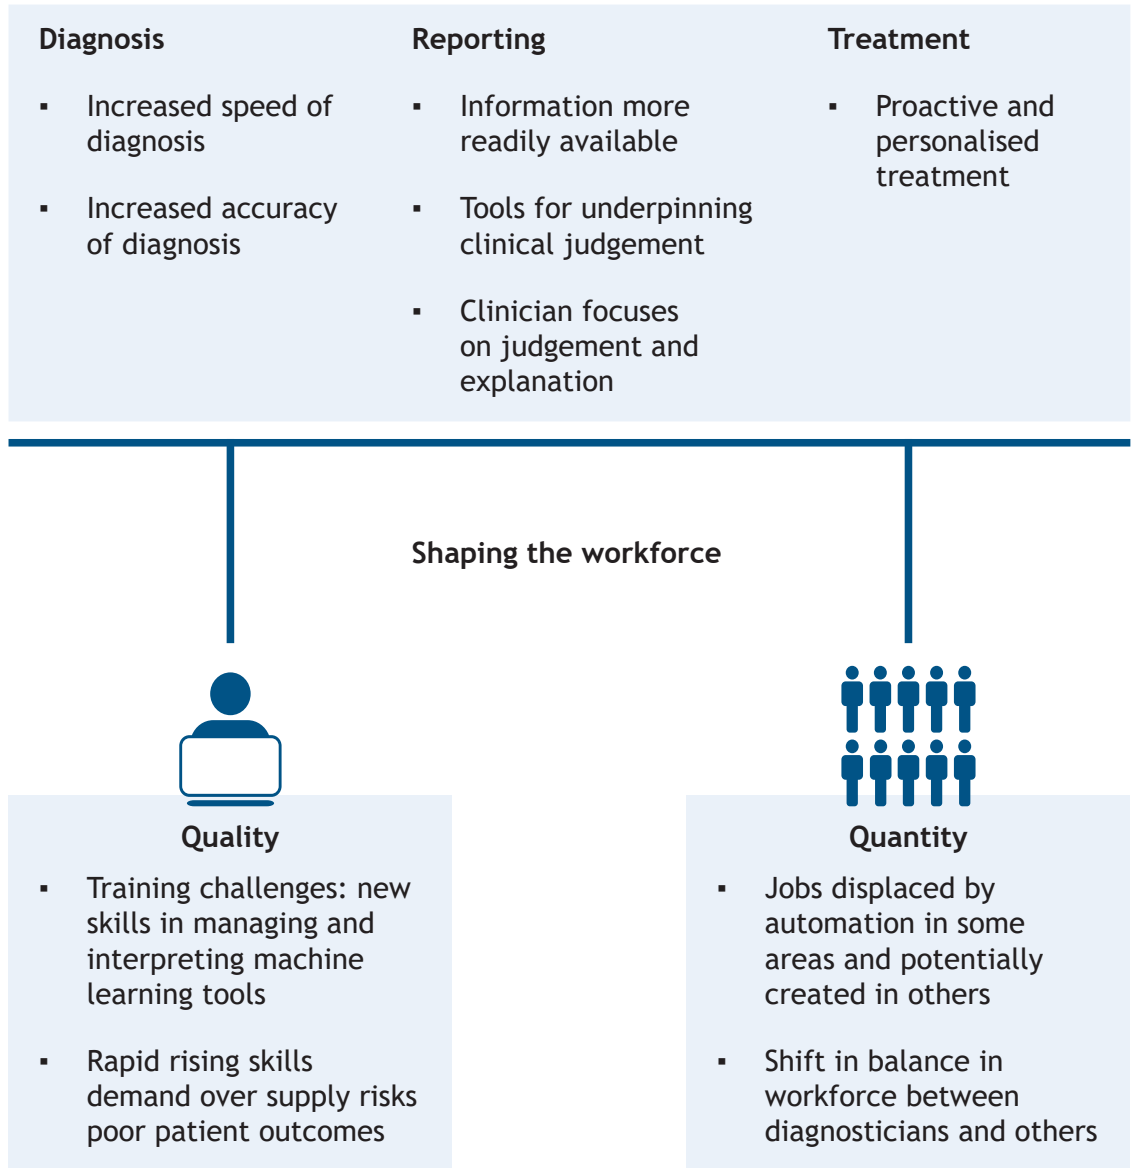 Diagnosis
▪ Increased speed of
diagnosis
▪ Increased accuracy
of diagnosis
Reporting
▪ Information more
readily available
▪ Tools for underpinning
clinical judgement
▪ Clinician focuses
on judgement and
explanation
Treatment
▪ Proactive and
personalised
treatment
Shaping the workforce
Quality
▪ Training challenges: new
skills in managing and
interpreting machine
learning tools
▪ Rapid rising skills
demand over supply risks
poor patient outcomes
Quantity
▪ Jobs displaced by
automation in some
areas and potentially
created in others
▪ Shift in balance in
workforce between
diagnosticians and others